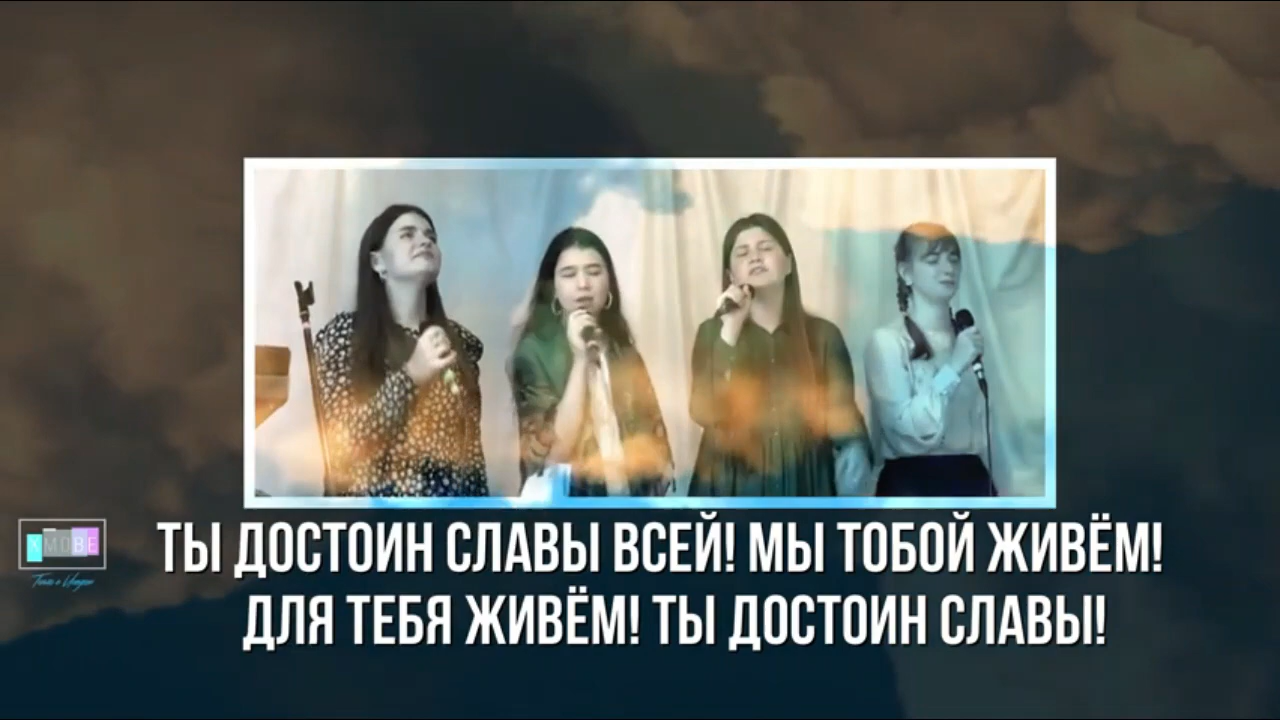 ТЫ ДОСТОИН СЛАВЫ ВСЕЙ! МЫ ТОБОЙ ЖИВЁМ!
ДЛЯ ТЕБЯ ЖИВЁМ! ТЫ ДОСТОИН СЛАВЫ!